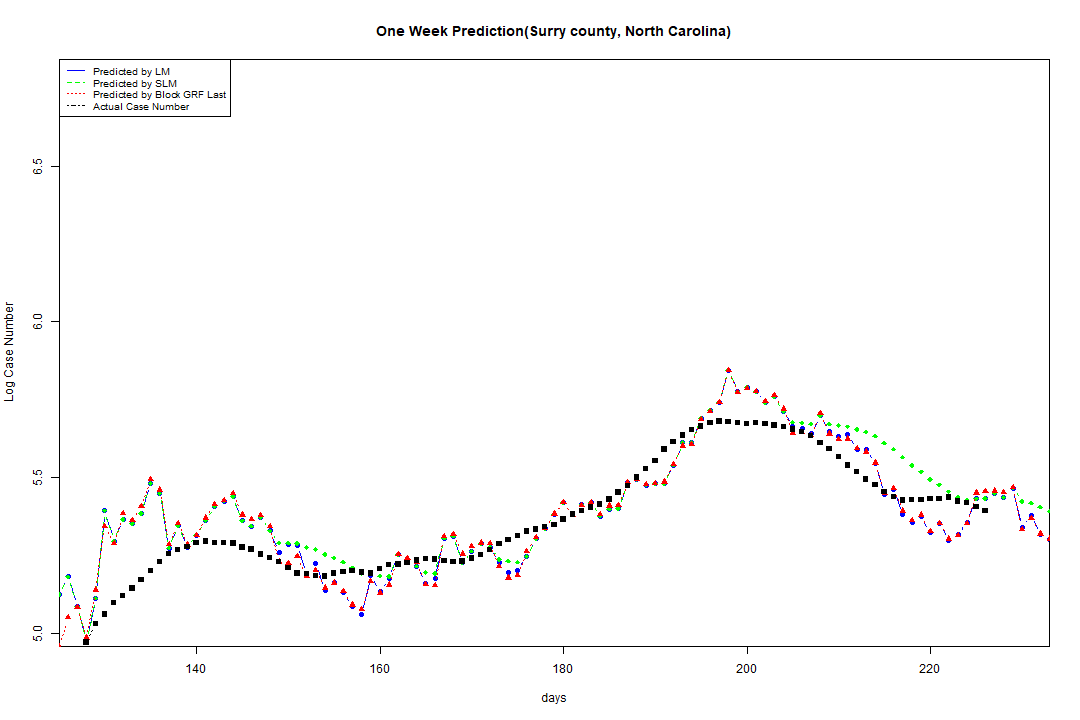 One Week Prediction(Surry county, North Carolina)
Predicted by LM
Predicted by SLM
Predicted by Block GRF Last
Actual Case Number
6.5
6.0
5.5
5.0
Log Case Number
140 160 180 200 220
days